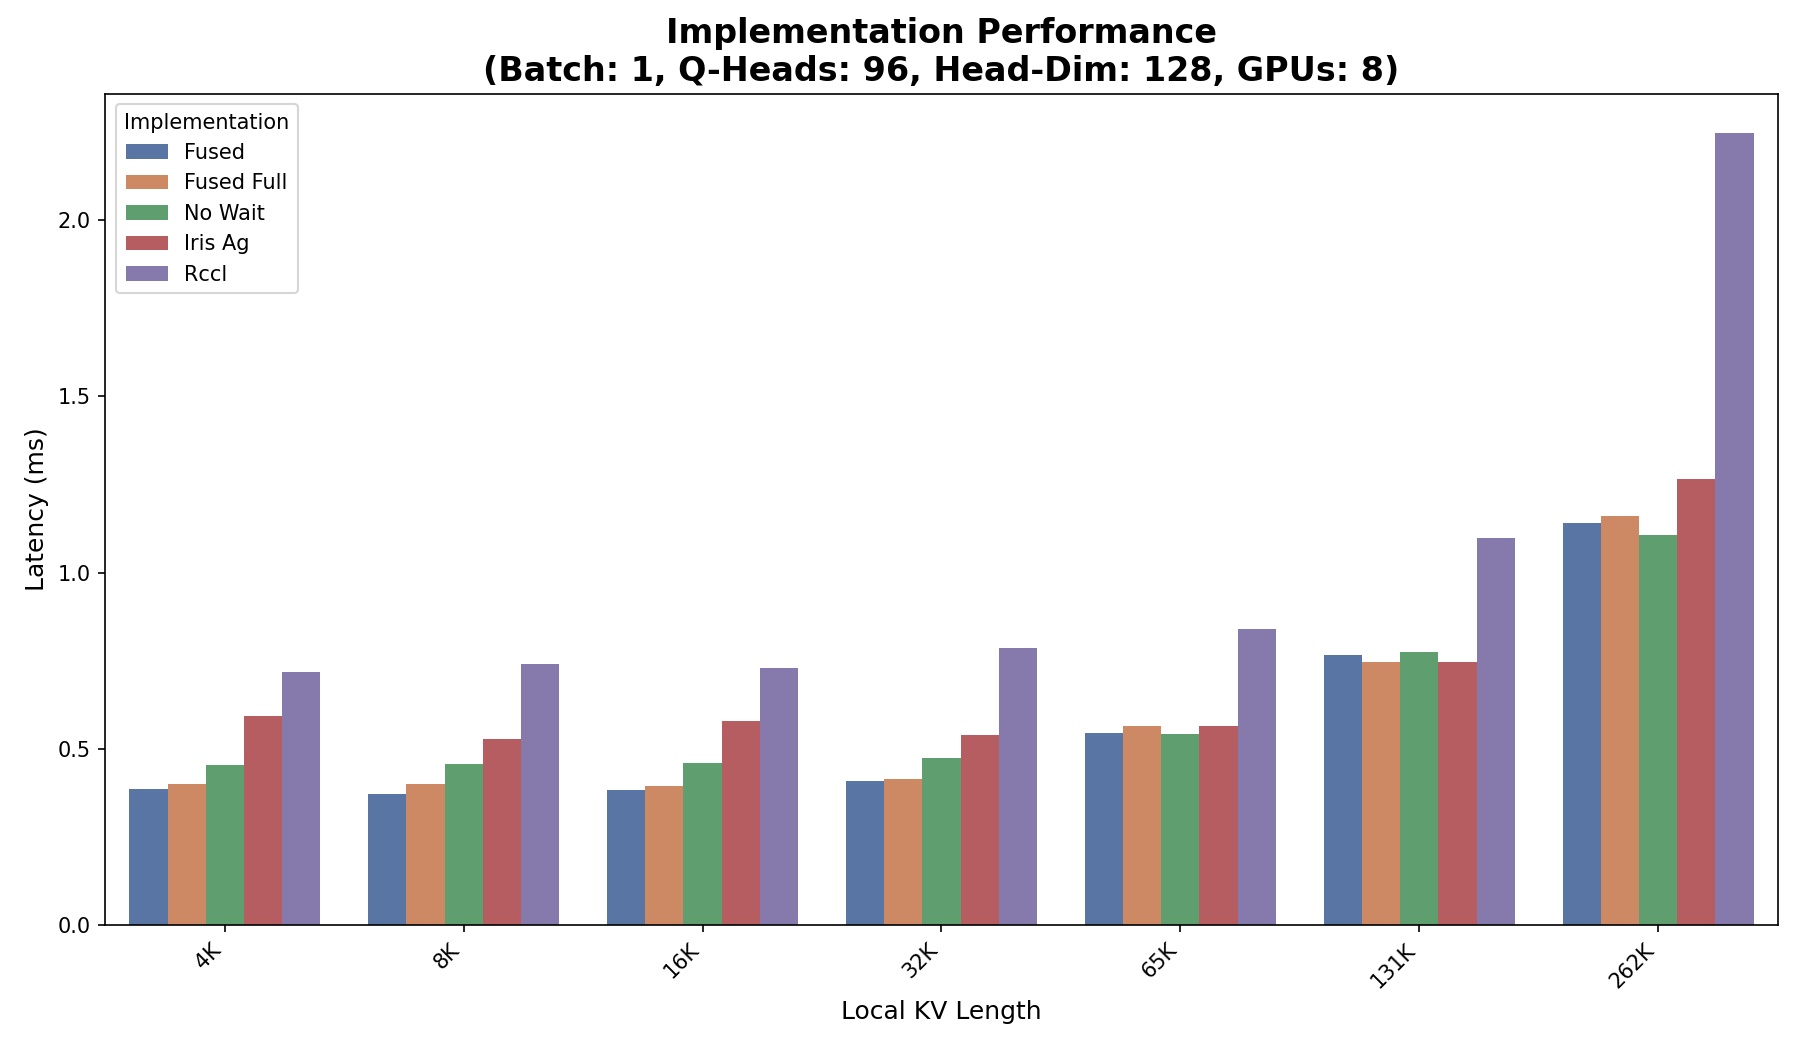 Implementation Performance
(Batch: 1, Q-Heads: 96, Head-Dim: 128, GPUs: 8)
Implementation
Fused
Fused Full
No Wait
Iris Ag
Rccl
Latency (ms)
2.0
1.5
1.0
0.5
0.0
4K
8K
16K
32K
65K
131K
262K
Local KV Length